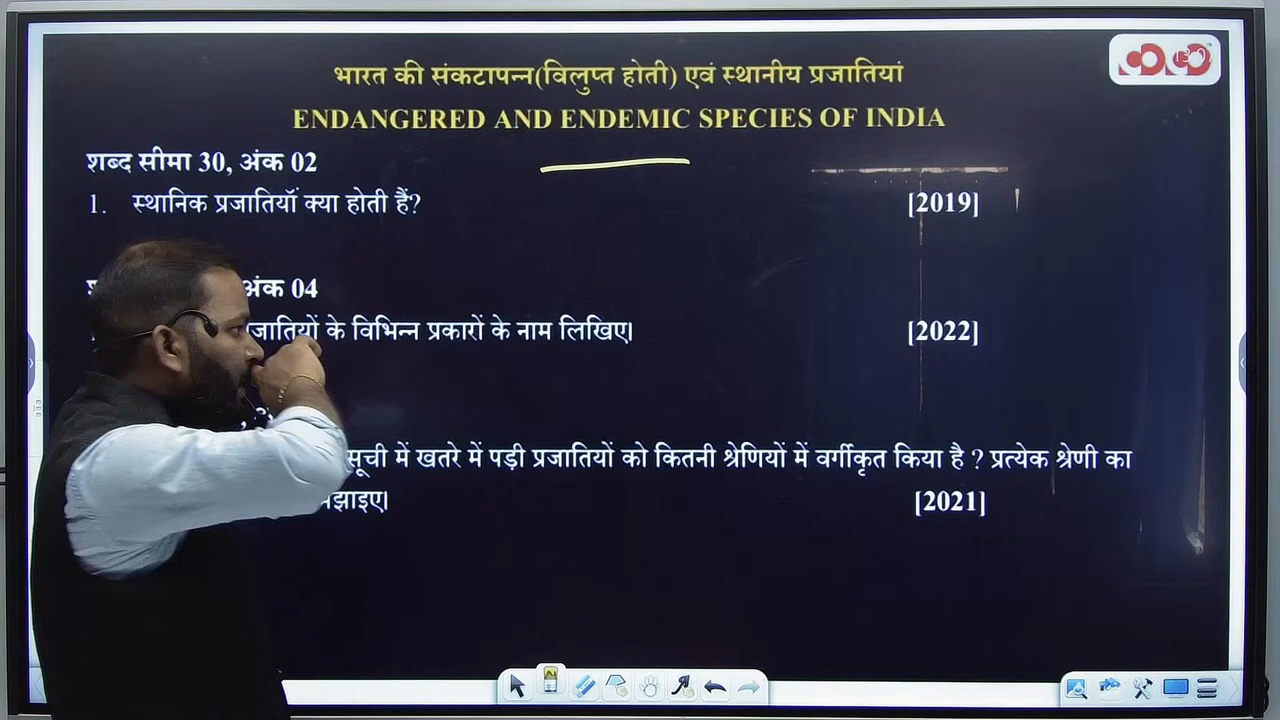 भारत की संकटापन्न(विलुप्त होती) एवं स्थानीय प्रजातियां
ENDANGERED AND ENDEMIC SPECIES OF INDIA
शब्द सीमा 30, अंक 02
1. स्थानिक प्रजातियाँ क्या होती हैं? [2019]
अंक 04
के विभिन्न प्रकारों के नाम लिखिए। [2022]
में खतरे में पड़ी प्रजातियों को कितनी श्रेणियों में वर्गीकृत किया है ? प्रत्येक श्रेणी का
[2021]